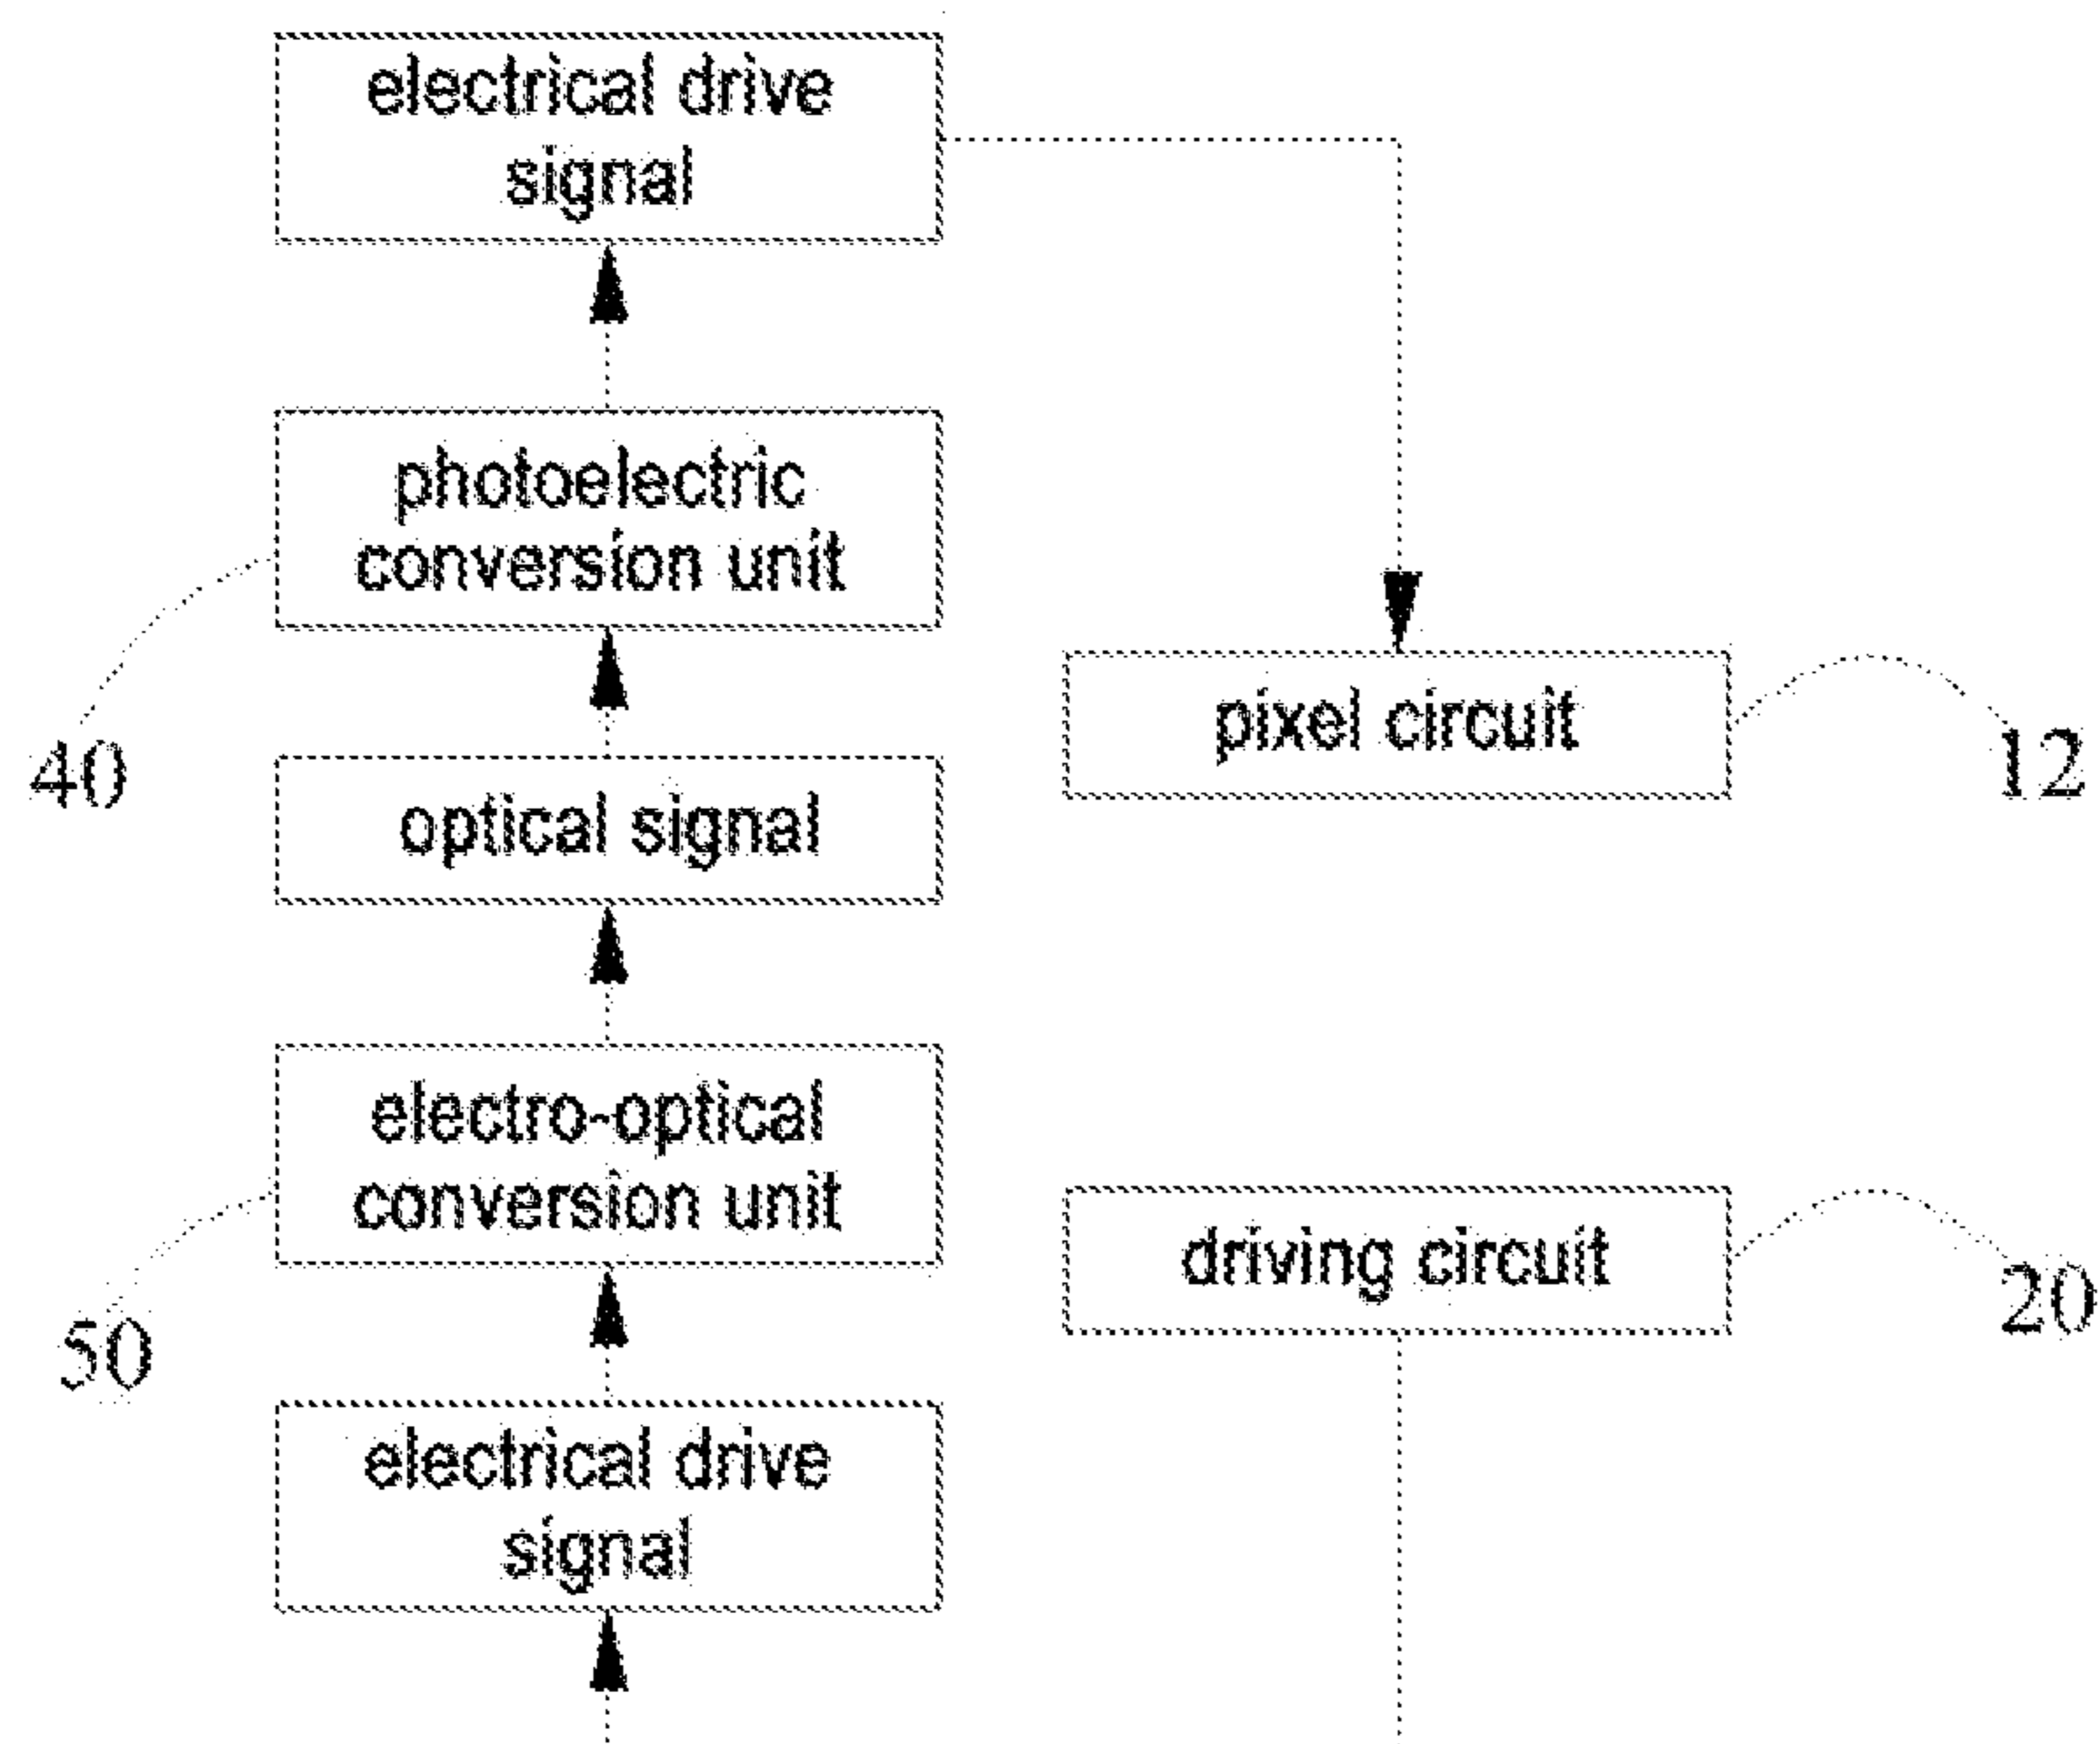 electrical drive
signal
photoelectric
conversion unit
40
pixel circuit
12
optical signal
electro-optical
conversion unit
50
driving circuit
20
electrical drive
signal